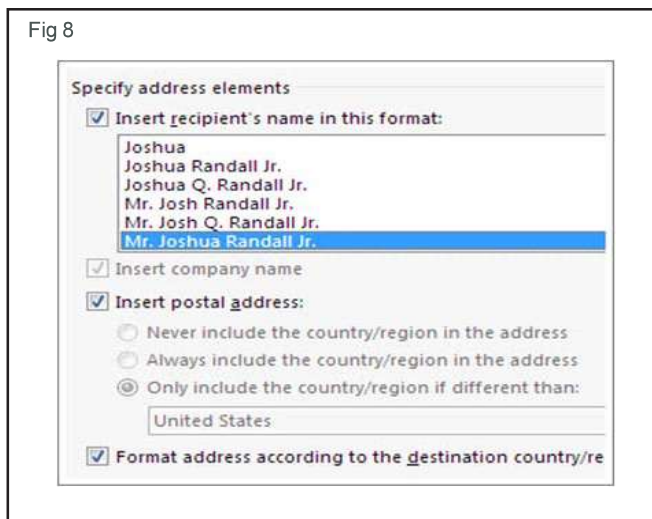 Fig 8
Specify address elements
Insert recipient's name in this format:
Joshua
Joshua Randall Jr.
Joshua Q. Randall Jr.
Mr. Josh Randall Jr.
Mr. Josh Q. Randall Jr.
Mr. Joshua Randall Jr.
Insert company name
Insert postal address:
Never include the country/region in the address
Always include the country/region in the address
Only include the country/region if different than:
United States
Format address according to the destination country/re